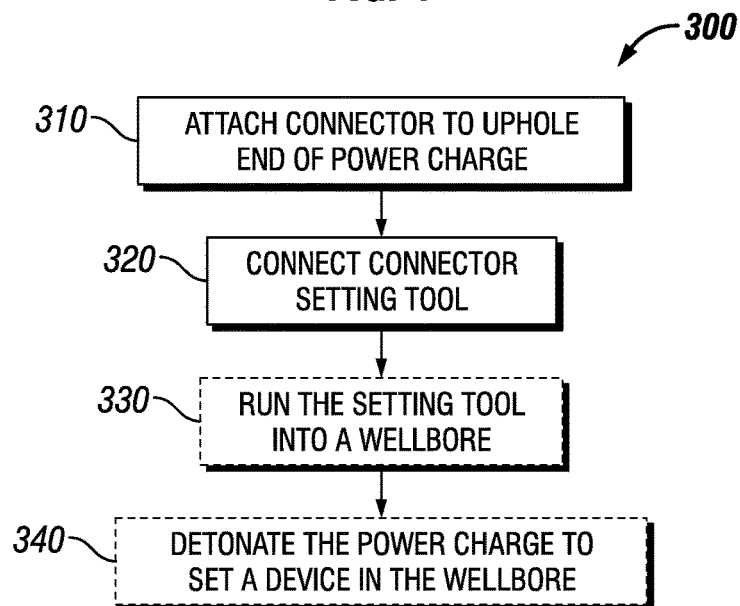 300
310
ATTACH CONNECTOR TO UPHOLE
END OF POWER CHARGE
320
CONNECT CONNECTOR
SETTING TOOL
330
RUN THE SETTING TOOL
INTO A WELLBORE
340
DETONATE THE POWER CHARGE TO
SET A DEVICE IN THE WELLBORE